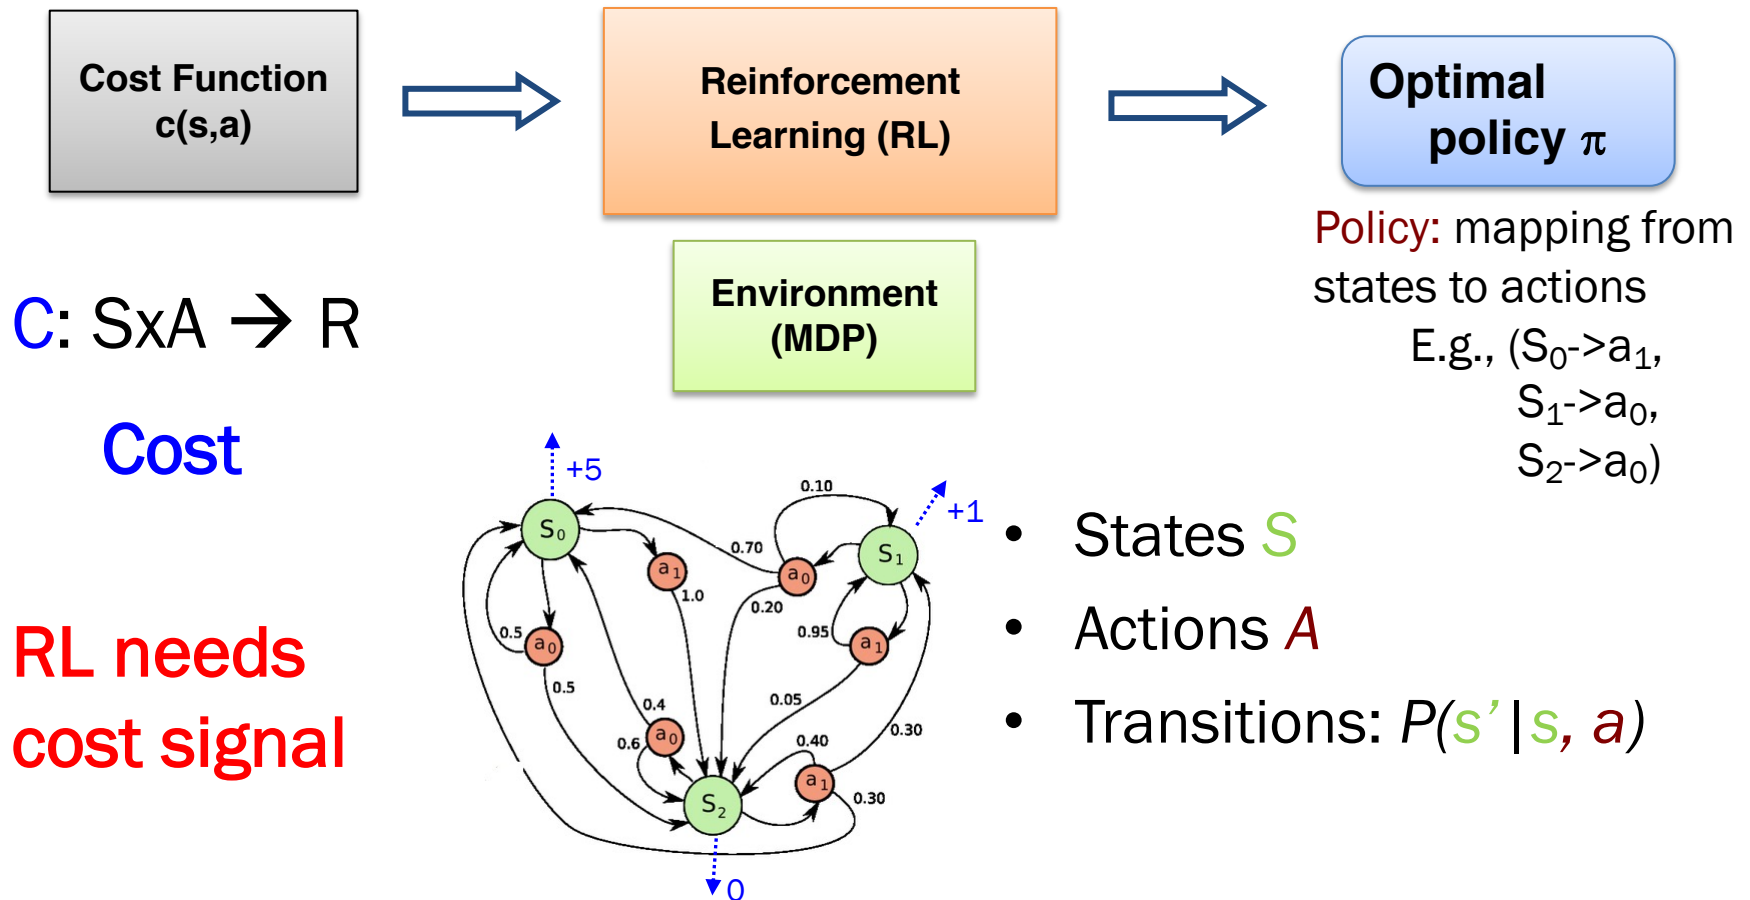 Cost Function
c(s,a)
Reinforcement
Learning (RL)
Optimal
policy π
Environment
(MDP)
Policy: mapping from
states to actions
E.g., (S₀->a₁,
S₁->a₀,
S₂->a₀)
C: SxA → R
Cost
RL needs
cost signal
+5
+1
0
S₀
S₁
S₂
a₁
a₀
a₀
a₁
a₀
a₁
0.10
0.70
1.0
0.20
0.5
0.95
0.5
0.4
0.05
0.30
0.6
0.40
0.30
• States S
• Actions A
• Transitions: P(s’|s, a)